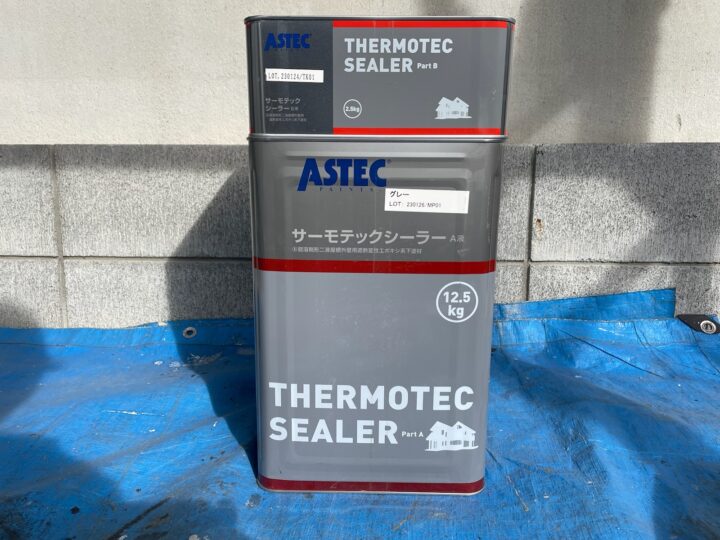 ASTEC
LOT. 230124/TK01
サーモテック
シーラー B液
THERMOTEC
SEALER Part B
2.5kg
ASTEC
PAINTS
グレー
LOT: 230126/MP01
サーモテックシーラー A液
12.5
kg
THERMOTEC
SEALER Part A